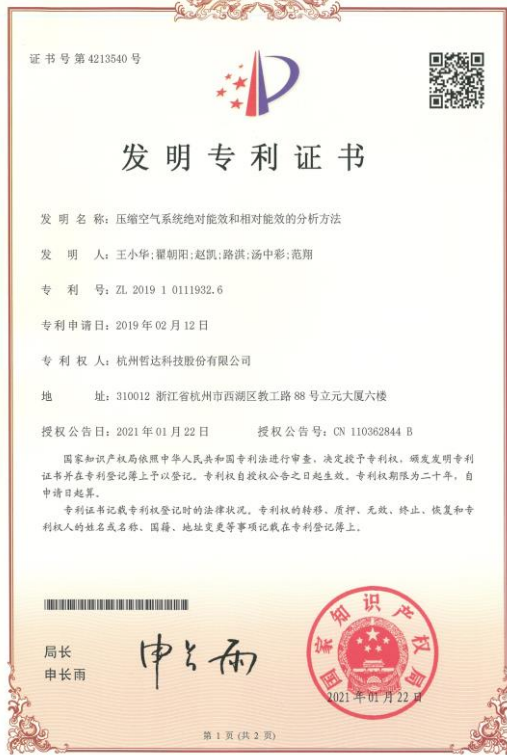 证书号第4213540号
发明专利证书
发 明 名 称：压缩空气系统绝对能效和相对能效的分析方法
发 明 人：王小华;翟朝阳;赵凯;路淇;汤中彩;范翔
专 利 号：ZL 2019 1 0111932.6
专利申请日：2019年02月12日
专 利 权 人：杭州哲达科技股份有限公司
地 址：310012 浙江省杭州市西湖区教工路88号立元大厦六楼
授权公告日：2021年01月22日 授权公告号：CN 110362844 B
国家知识产权局依照中华人民共和国专利法进行审查，决定授予专利权，颁发发明专利
证书并在专利登记簿上予以登记。专利权自授权公告之日起生效。专利权期限为二十年，自
申请日起算。
专利证书记载专利权登记时的法律状况。专利权的转移、质押、无效、终止、恢复和专
利权人的姓名或名称、国籍、地址变更等事项记载在专利登记簿上。
局长
申长雨
申长雨
国家知识产权局
2021年01月22日
第 1 页 (共 2 页)